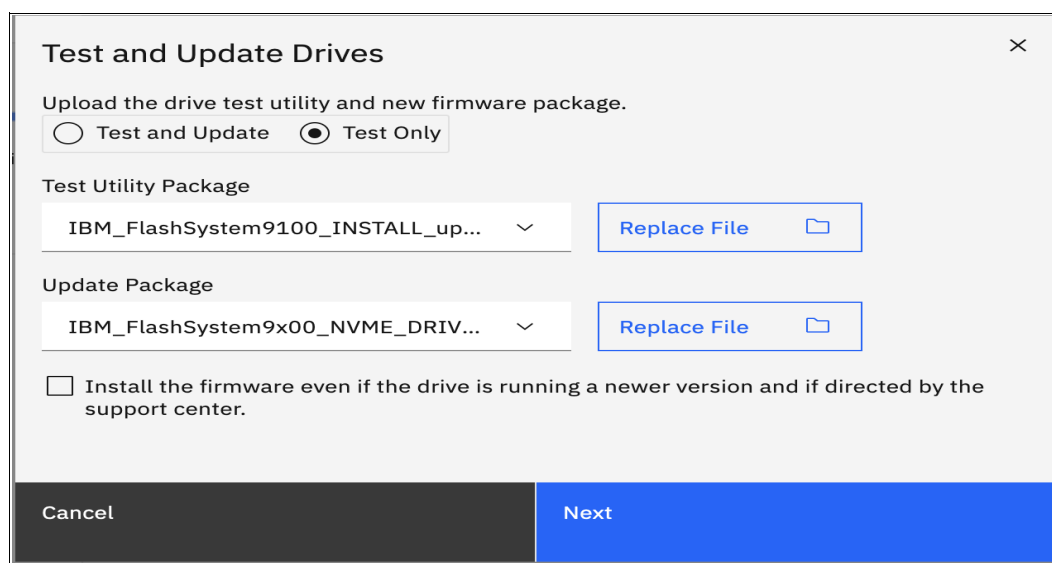 Test and Update Drives
Upload the drive test utility and new firmware package.
Test and Update Test Only
Test Utility Package
IBM_FlashSystem9100_INSTALL_up... Replace File
Update Package
IBM_FlashSystem9x00_NVME_DRIV... Replace File
Install the firmware even if the drive is running a newer version and if directed by the
support center.
Cancel Next